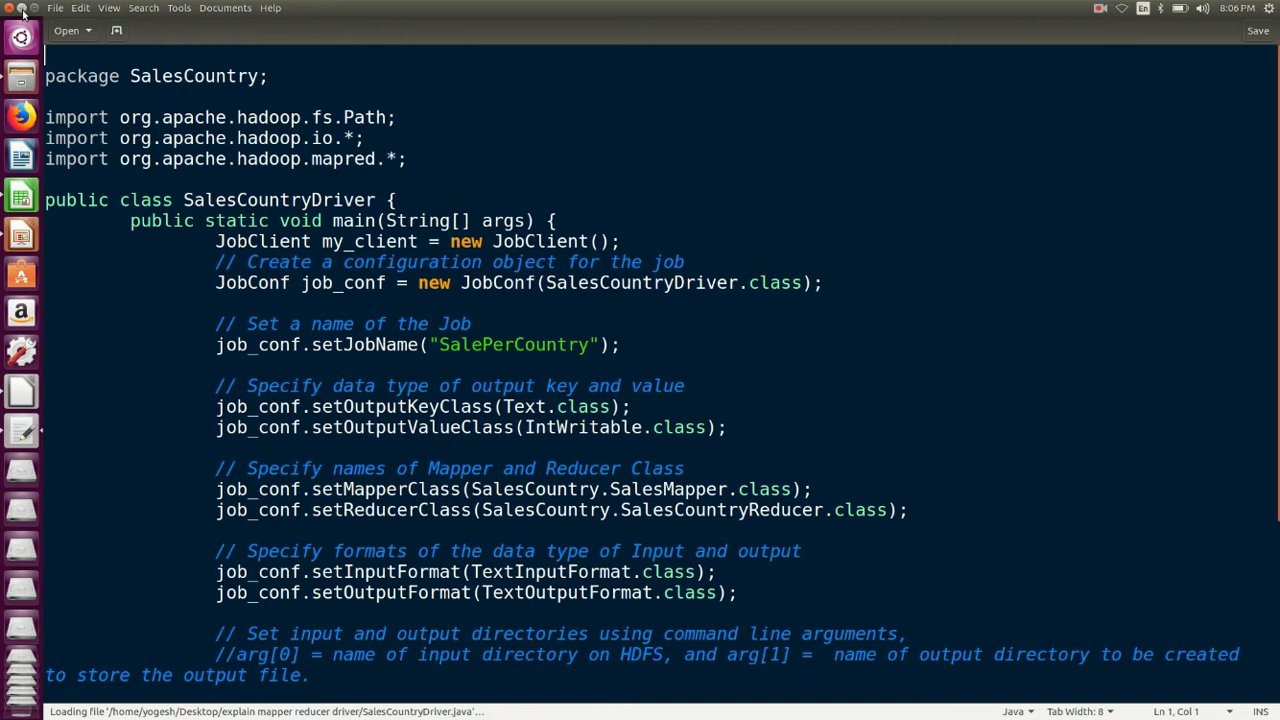 File Edit View Search Tools Documents Help En 8:06 PM
Open Save
package SalesCountry;
import org.apache.hadoop.fs.Path;
import org.apache.hadoop.io.*;
import org.apache.hadoop.mapred.*;
public class SalesCountryDriver {
public static void main(String[] args) {
JobClient my_client = new JobClient();
// Create a configuration object for the job
JobConf job_conf = new JobConf(SalesCountryDriver.class);
// Set a name of the Job
job_conf.setJobName("SalePerCountry");
// Specify data type of output key and value
job_conf.setOutputKeyClass(Text.class);
job_conf.setOutputValueClass(IntWritable.class);
// Specify names of Mapper and Reducer Class
job_conf.setMapperClass(SalesCountry.SalesMapper.class);
job_conf.setReducerClass(SalesCountry.SalesCountryReducer.class);
// Specify formats of the data type of Input and output
job_conf.setInputFormat(TextInputFormat.class);
job_conf.setOutputFormat(TextOutputFormat.class);
// Set input and output directories using command line arguments,
//arg[0] = name of input directory on HDFS, and arg[1] =  name of output directory to be created
to store the output file.
Loading file '/home/yogesh/Desktop/explain mapper reducer driver/SalesCountryDriver.java'… Java Tab Width: 8 Ln 1, Col 1 INS